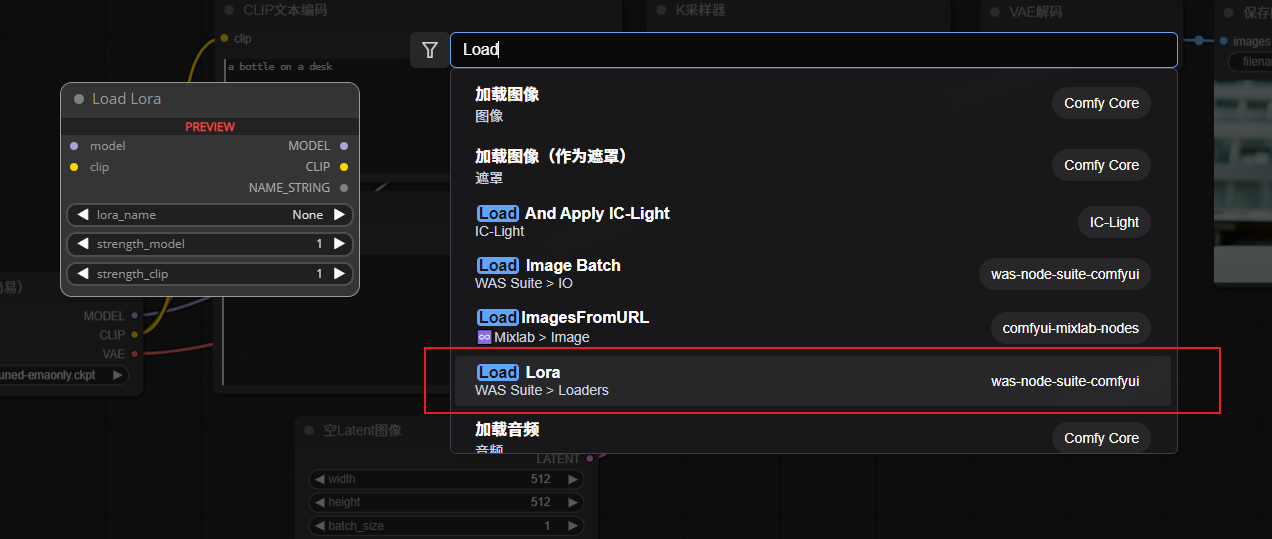 CLIP文本编码
K采样器
VAE解码
clip
images
a bottle on a desk
Load
Load Lora
PREVIEW
model
MODEL
clip
CLIP
NAME_STRING
lora_name
None
strength_model
1
strength_clip
1
加载图像
图像
Comfy Core
加载图像（作为遮罩）
遮罩
Comfy Core
Load And Apply IC-Light
IC-Light
IC-Light
Load Image Batch
WAS Suite > IO
was-node-suite-comfyui
LoadImagesFromURL
♾️Mixlab > Image
comfyui-mixlab-nodes
Load Lora
WAS Suite > Loaders
was-node-suite-comfyui
加载音频
音频
Comfy Core
MODEL
CLIP
VAE
uned-emaonly.ckpt
空Latent图像
LATENT
width
512
height
512
batch_size
1